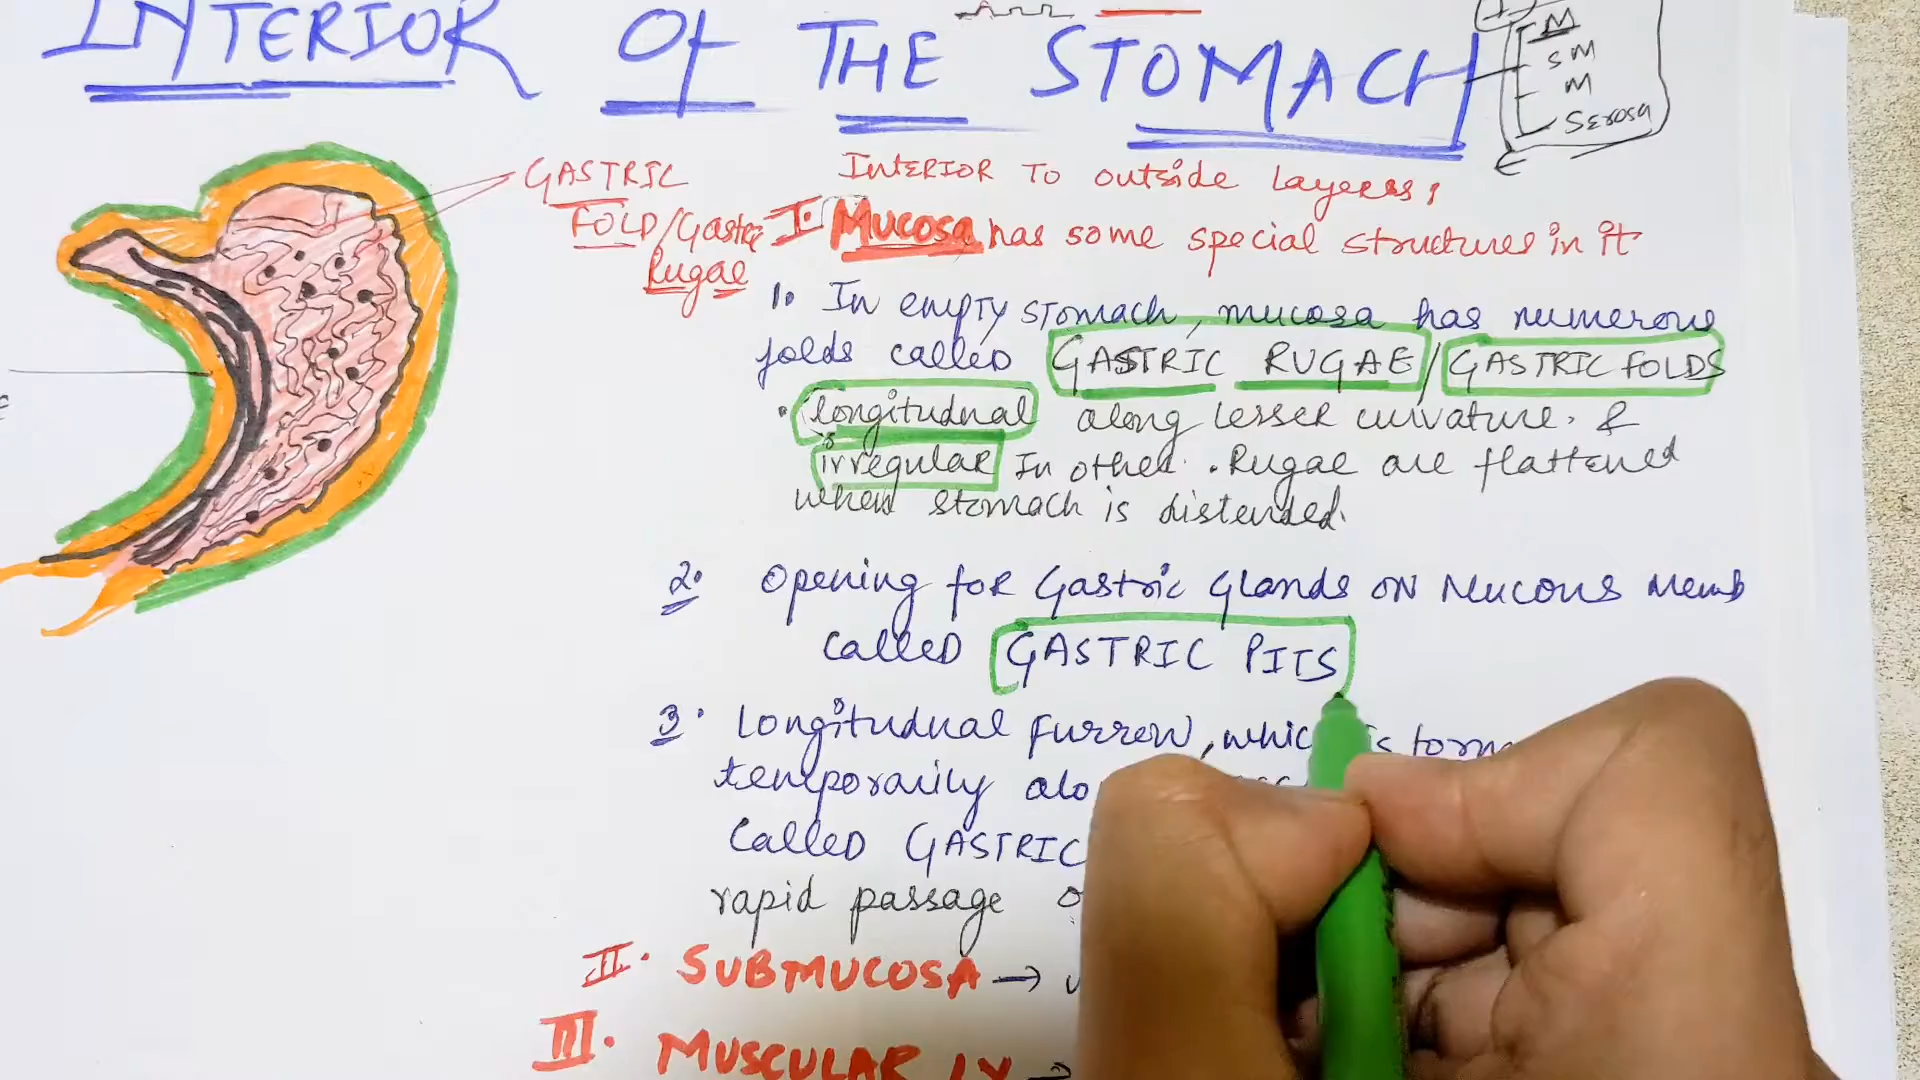 INTERIOR Of THE STOMACH
M
SM
M
SEROSA
GASTRIC
FOLD/Gastric
Rugae
INTERIOR TO outside Layerss;
I. Mucosa has some special structures in it
1. In empty stomach, mucosa has numerous
folds called GASTRIC RUGAE / GASTRIC FOLDS
. longitudnal along lesser curvature. &
irregular In other. . Rugae are flattened
when stomach is distended.
2. Opening for Gastric Glands ON Mucous Memb
called GASTRIC PITS
3. Longitudnal furrow, which is
temporarily
called GASTRIC
rapid passage
II. SUBMUCOSA →
III. MUSCULAR LY →